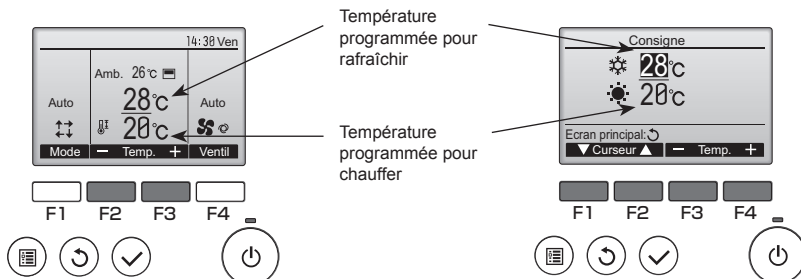 14:30 Ven
Amb. 26°C
Auto
28°C
Auto
20°C
Mode
− Temp. +
Ventil
F1
F2
F3
F4
Température
programmée pour
rafraîchir
Température
programmée pour
chauffer
Consigne
28°C
20°C
Ecran principal:
Curseur
− Temp. +
F1
F2
F3
F4